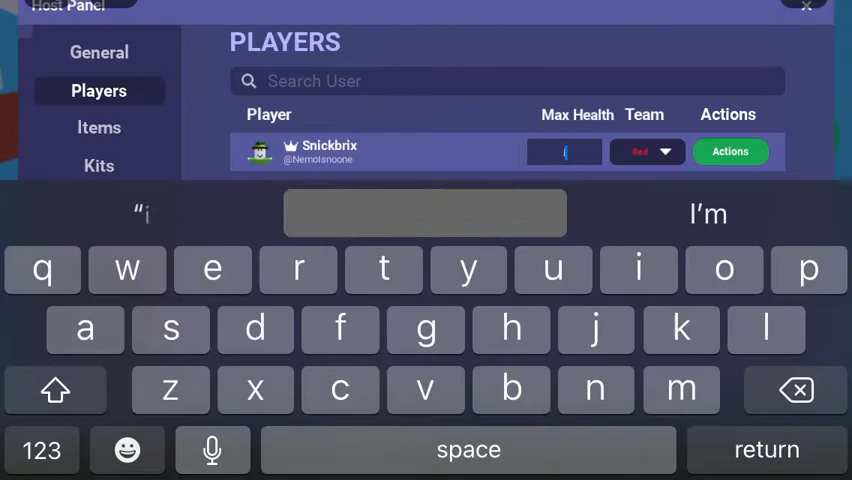 Host Panel
×
General
PLAYERS
Players
Search User
Player
Max Health
Team
Actions
Items
Snickbrix
@NemoIsnoone
Red
Actions
Kits
“i
I’m
q w e r t y u i o p
a s d f g h j k l
z x c v b n m
123
space
return